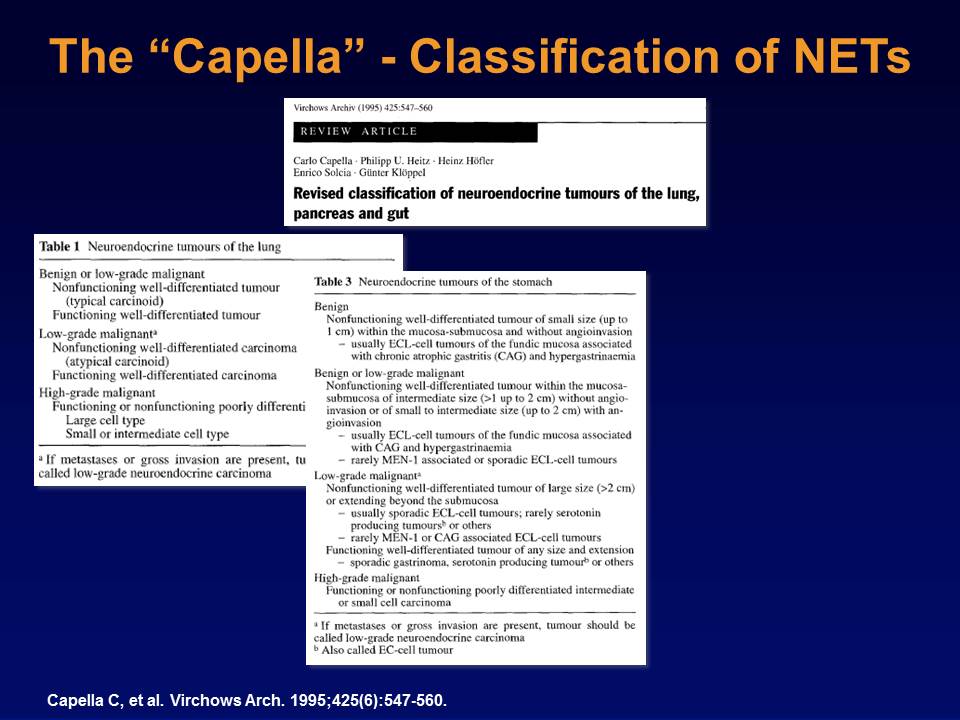 The “Capella” - Classification of NETs
Virchows Archiv (1995) 425:547–560
REVIEW ARTICLE
Carlo Capella · Philipp U. Heitz · Heinz Höfler
Enrico Solcia · Günter Klöppel
Revised classification of neuroendocrine tumours of the lung,
pancreas and gut
Table 1 Neuroendocrine tumours of the lung
Benign or low-grade malignant
Nonfunctioning well-differentiated tumour
(typical carcinoid)
Functioning well-differentiated tumour
Low-grade malignantᵃ
Nonfunctioning well-differentiated carcinoma
(atypical carcinoid)
Functioning well-differentiated carcinoma
High-grade malignant
Functioning or nonfunctioning poorly differenti
Large cell type
Small or intermediate cell type
ᵃ If metastases or gross invasion are present, tu
called low-grade neuroendocrine carcinoma
Table 3 Neuroendocrine tumours of the stomach
Benign
Nonfunctioning well-differentiated tumour of small size (up to
1 cm) within the mucosa-submucosa and without angioinvasion
– usually ECL-cell tumours of the fundic mucosa associated
with chronic atrophic gastritis (CAG) and hypergastrinaemia
Benign or low-grade malignant
Nonfunctioning well-differentiated tumour within the mucosa-
submucosa of intermediate size (>1 up to 2 cm) without angio-
invasion or of small to intermediate size (up to 2 cm) with an-
gioinvasion
– usually ECL-cell tumours of the fundic mucosa associated
with CAG and hypergastrinaemia
– rarely MEN-1 associated or sporadic ECL-cell tumours
Low-grade malignantᵃ
Nonfunctioning well-differentiated tumour of large size (>2 cm)
or extending beyond the submucosa
– usually sporadic ECL-cell tumours; rarely serotonin
producing tumoursᵇ or others
– rarely MEN-1 or CAG associated ECL-cell tumours
Functioning well-differentiated tumour of any size and extension
– sporadic gastrinoma, serotonin producing tumourᵇ or others
High-grade malignant
Functioning or nonfunctioning poorly differentiated intermediate
or small cell carcinoma
ᵃ If metastases or gross invasion are present, tumour should be
called low-grade neuroendocrine carcinoma
ᵇ Also called EC-cell tumour
Capella C, et al. Virchows Arch. 1995;425(6):547-560.